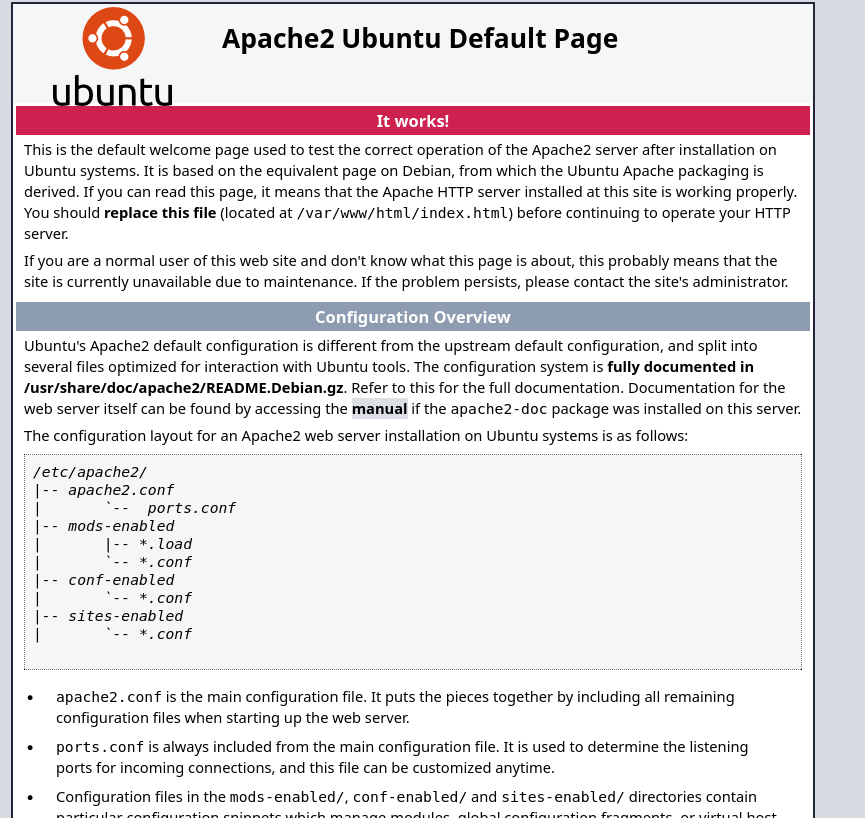 ubuntu
Apache2 Ubuntu Default Page
It works!
This is the default welcome page used to test the correct operation of the Apache2 server after installation on
Ubuntu systems. It is based on the equivalent page on Debian, from which the Ubuntu Apache packaging is
derived. If you can read this page, it means that the Apache HTTP server installed at this site is working properly.
You should replace this file (located at /var/www/html/index.html) before continuing to operate your HTTP
server.
If you are a normal user of this web site and don't know what this page is about, this probably means that the
site is currently unavailable due to maintenance. If the problem persists, please contact the site's administrator.
Configuration Overview
Ubuntu's Apache2 default configuration is different from the upstream default configuration, and split into
several files optimized for interaction with Ubuntu tools. The configuration system is fully documented in
/usr/share/doc/apache2/README.Debian.gz. Refer to this for the full documentation. Documentation for the
web server itself can be found by accessing the manual if the apache2-doc package was installed on this server.
The configuration layout for an Apache2 web server installation on Ubuntu systems is as follows:
/etc/apache2/
|-- apache2.conf
|       `--  ports.conf
|-- mods-enabled
|       |-- *.load
|       `-- *.conf
|-- conf-enabled
|       `-- *.conf
|-- sites-enabled
|       `-- *.conf
• apache2.conf is the main configuration file. It puts the pieces together by including all remaining
configuration files when starting up the web server.
• ports.conf is always included from the main configuration file. It is used to determine the listening
ports for incoming connections, and this file can be customized anytime.
• Configuration files in the mods-enabled/, conf-enabled/ and sites-enabled/ directories contain
particular configuration snippets which manage modules, global configuration fragments, or virtual host